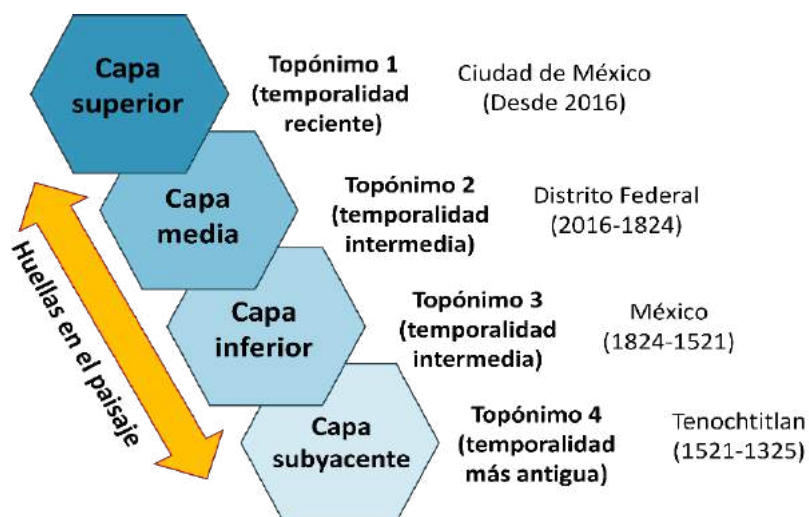 Capa
superior
Topónimo 1
(temporalidad
reciente)
Ciudad de México
(Desde 2016)
Capa
media
Topónimo 2
(temporalidad
intermedia)
Distrito Federal
(2016-1824)
Capa
inferior
Topónimo 3
(temporalidad
intermedia)
México
(1824-1521)
Capa
subyacente
Topónimo 4
(temporalidad
más antigua)
Tenochtitlan
(1521-1325)
Huellas en el paisaje